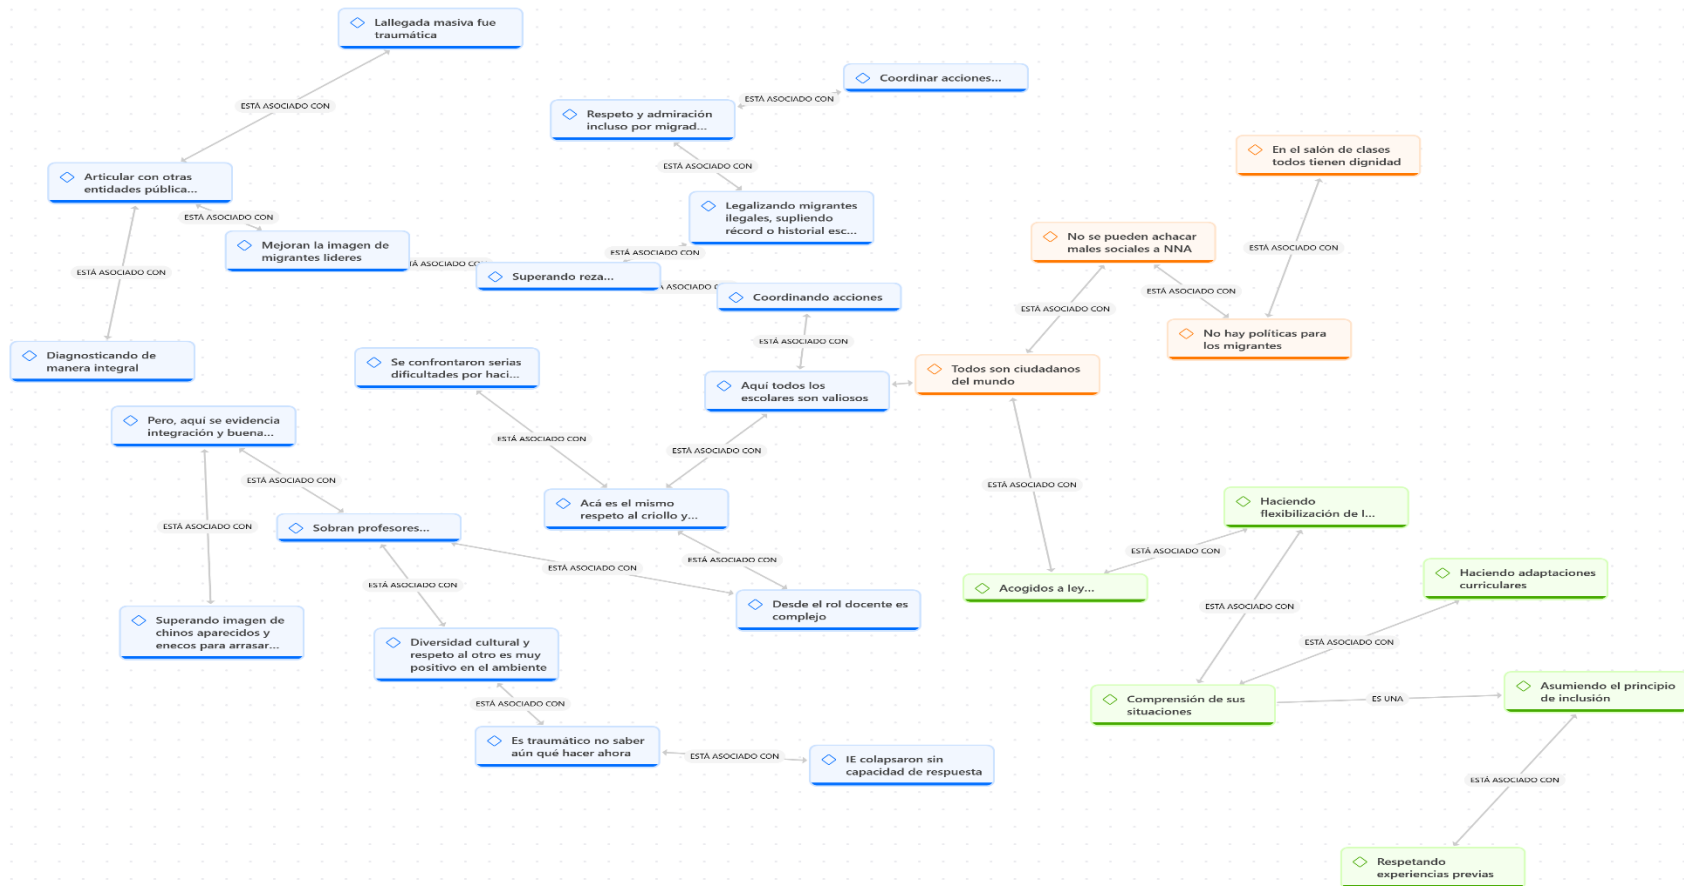 Lallegada masiva fue
traumática
Coordinar acciones...
ESTÁ ASOCIADO CON
ESTÁ ASOCIADO CON
Respeto y admiración
incluso por migrad...
En el salón de clases
todos tienen dignidad
ESTÁ ASOCIADO CON
Articular con otras
entidades pública...
Legalizando migrantes
ilegales, supliendo
récord o historial esc...
ESTÁ ASOCIADO CON
Mejoran la imagen de
migrantes lideres
No se pueden achacar
males sociales a NNA
ESTÁ ASOCIADO CON
ESTÁ ASOCIADO CON
STÁ ASOCIADO CON
ESTÁ ASOCIADO CON
Superando reza...
Á ASOCIADO
Coordinando acciones
ESTÁ ASOCIADO CON
ESTÁ ASOCIADO CON
No hay políticas para
los migrantes
ESTÁ ASOCIADO CON
Diagnosticando de
manera integral
Se confrontaron serias
dificultades por haci...
Todos son ciudadanos
del mundo
Aquí todos los
escolares son valiosos
Pero, aquí se evidencia
integración y buena...
ESTÁ ASOCIADO CON
ESTÁ ASOCIADO CON
ESTÁ ASOCIADO CON
ESTÁ ASOCIADO CON
Acá es el mismo
respeto al criollo y...
Haciendo
flexibilización de l...
ESTÁ ASOCIADO CON
Sobran profesores...
ESTÁ ASOCIADO CON
ESTÁ ASOCIADO CON
ESTÁ ASOCIADO CON
Haciendo adaptaciones
curriculares
ESTÁ ASOCIADO CON
Acogidos a ley...
Desde el rol docente es
complejo
ESTÁ ASOCIADO CON
Superando imagen de
chinos aparecidos y
enecos para arrasar...
Diversidad cultural y
respeto al otro es muy
positivo en el ambiente
ESTÁ ASOCIADO CON
Asumiendo el principio
de inclusión
Comprensión de sus
situaciones
ES UNA
ESTÁ ASOCIADO CON
Es traumático no saber
aún qué hacer ahora
ESTÁ ASOCIADO CON
IE colapsaron sin
capacidad de respuesta
ESTÁ ASOCIADO CON
Respetando
experiencias previas